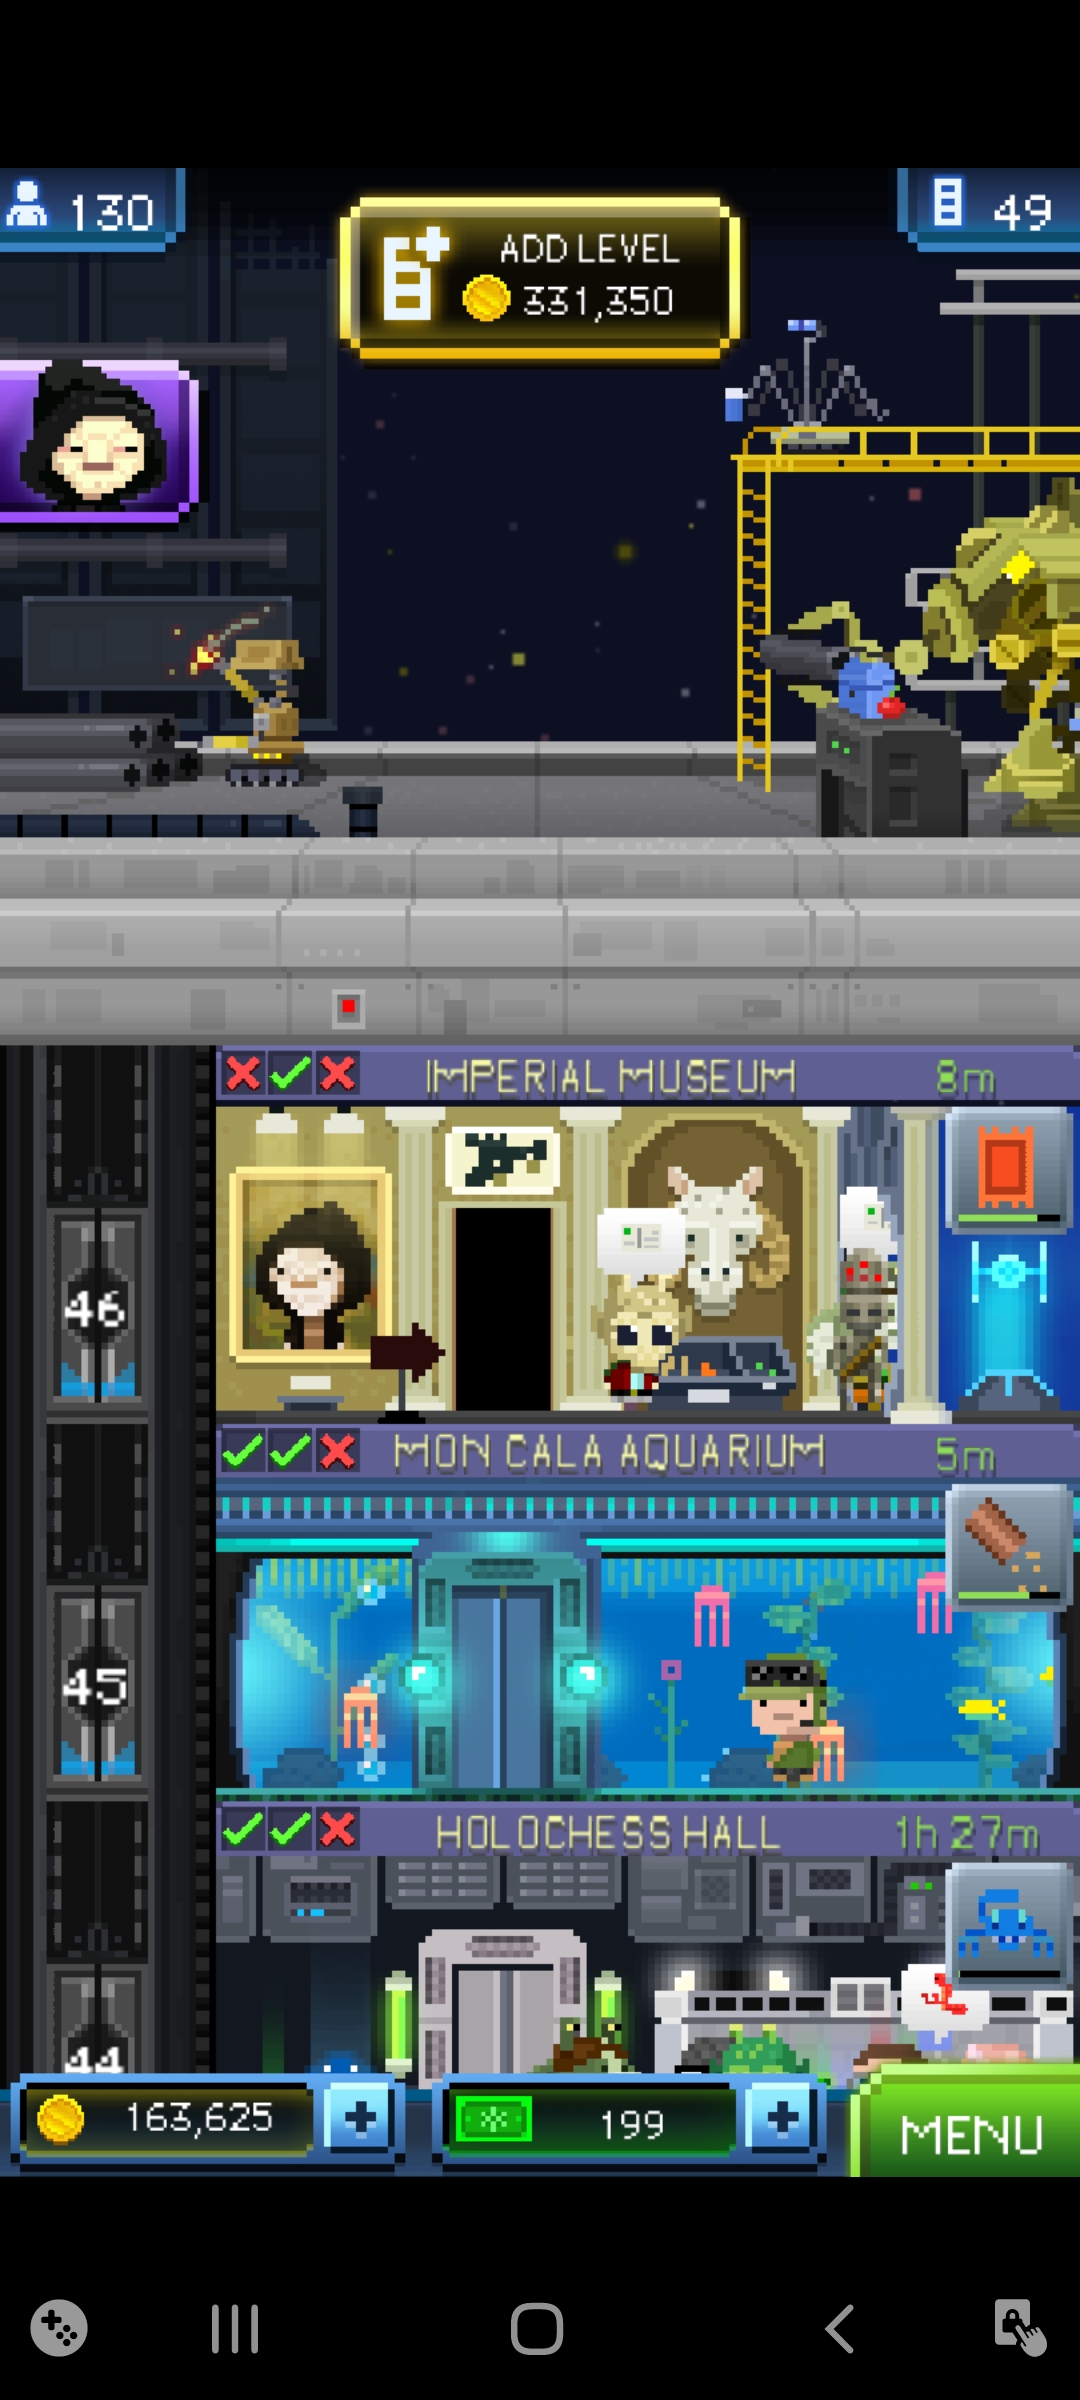 130
ADD LEVEL
331,350
49
IMPERIAL MUSEUM 8m
46
MON CALA AQUARIUM 5m
45
HOLOCHESS HALL 1h 27m
44
163,625
199
MENU